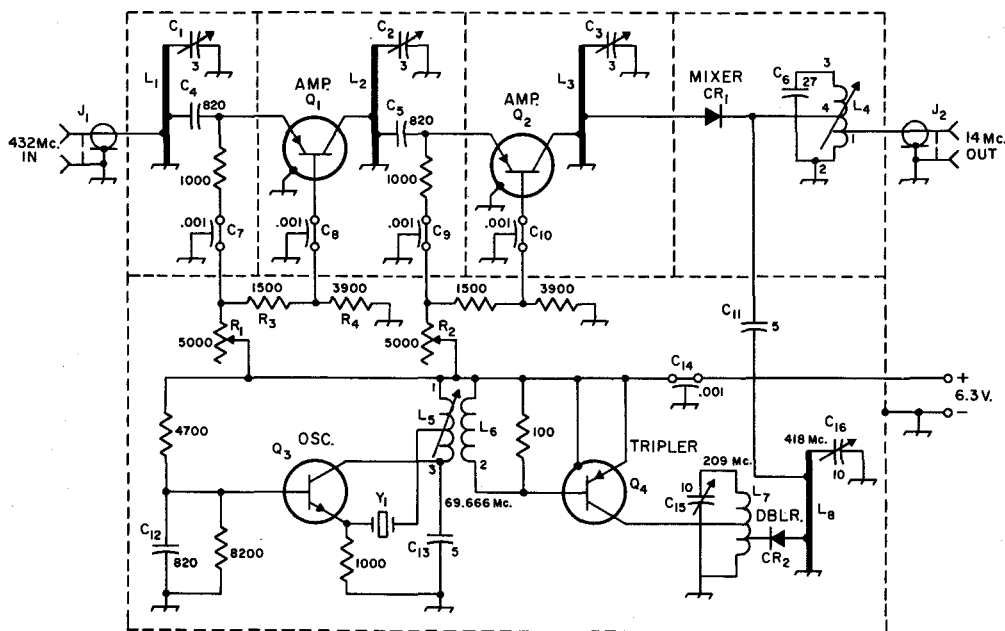 C1
3
C2
3
C3
3
MIXER
CR1
C6
27
3
L4
4
1
2
J1
432Mc.
IN
L1
C4
820
AMP.
Q1
L2
C5
820
AMP.
Q2
L3
J2
14 Mc.
OUT
1000
1000
.001
C7
.001
C8
.001
C9
.001
C10
1500
R3
3900
R4
1500
3900
R1
5000
R2
5000
C11
5
C14
.001
+
6.3 V.
−
4700
Q3
OSC.
1
L5
3
L6
2
100
TRIPLER
Q4
209 Mc.
418 Mc.
C16
10
69.666 Mc.
Y1
10
C15
L7
DBLR.
CR2
L8
C12
820
8200
1000
C13
5